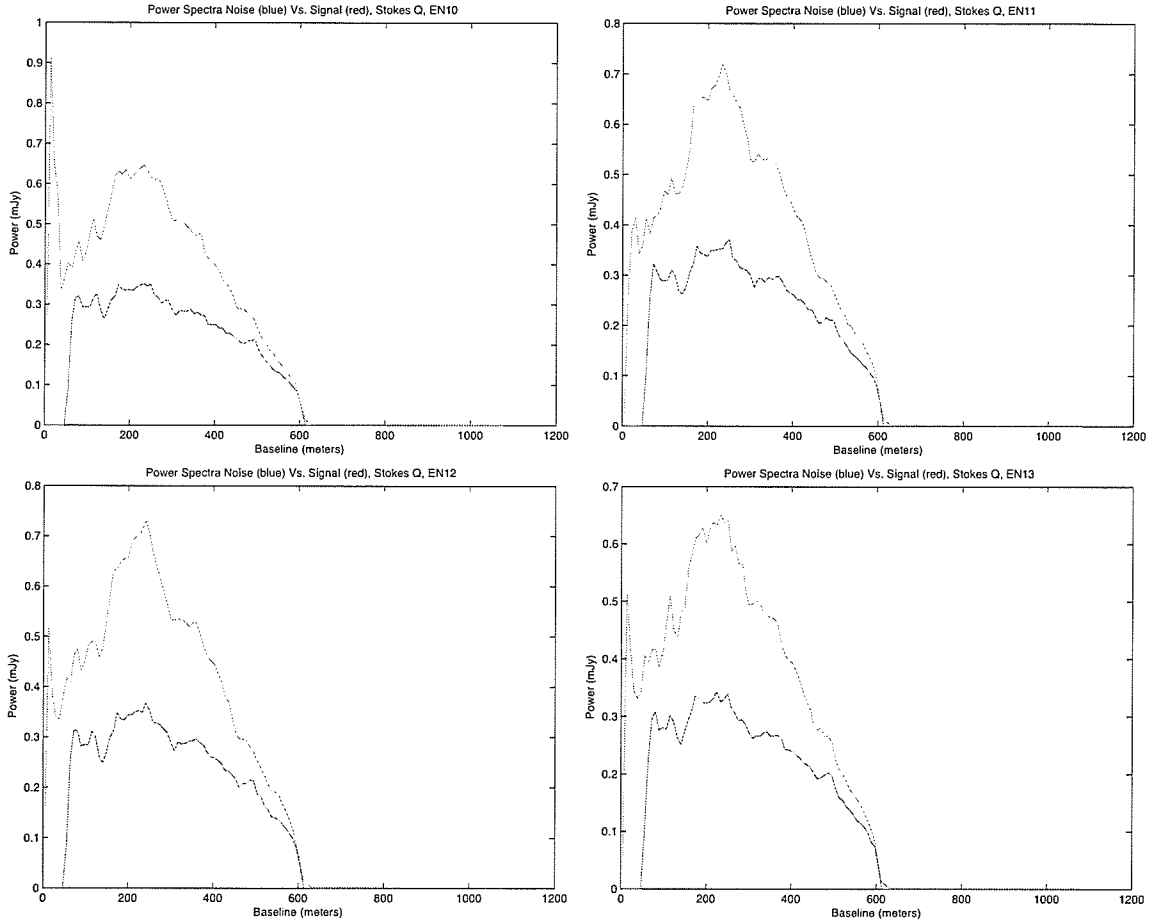 Power Spectra Noise (blue) Vs. Signal (red), Stokes Q, EN10
1
0.9
0.8
0.7
0.6
0.5
0.4
0.3
0.2
0.1
0
Power (mJy)
0 200 400 600 800 1000 1200
Baseline (meters)
Power Spectra Noise (blue) Vs. Signal (red), Stokes Q, EN11
0.8
0.7
0.6
0.5
0.4
0.3
0.2
0.1
0
Power (mJy)
0 200 400 600 800 1000 1200
Baseline (meters)
Power Spectra Noise (blue) Vs. Signal (red), Stokes Q, EN12
0.8
0.7
0.6
0.5
0.4
0.3
0.2
0.1
0
Power (mJy)
0 200 400 600 800 1000 1200
Baseline (meters)
Power Spectra Noise (blue) Vs. Signal (red), Stokes Q, EN13
0.7
0.6
0.5
0.4
0.3
0.2
0.1
0
Power (mJy)
0 200 400 600 800 1000 1200
Baseline (meters)